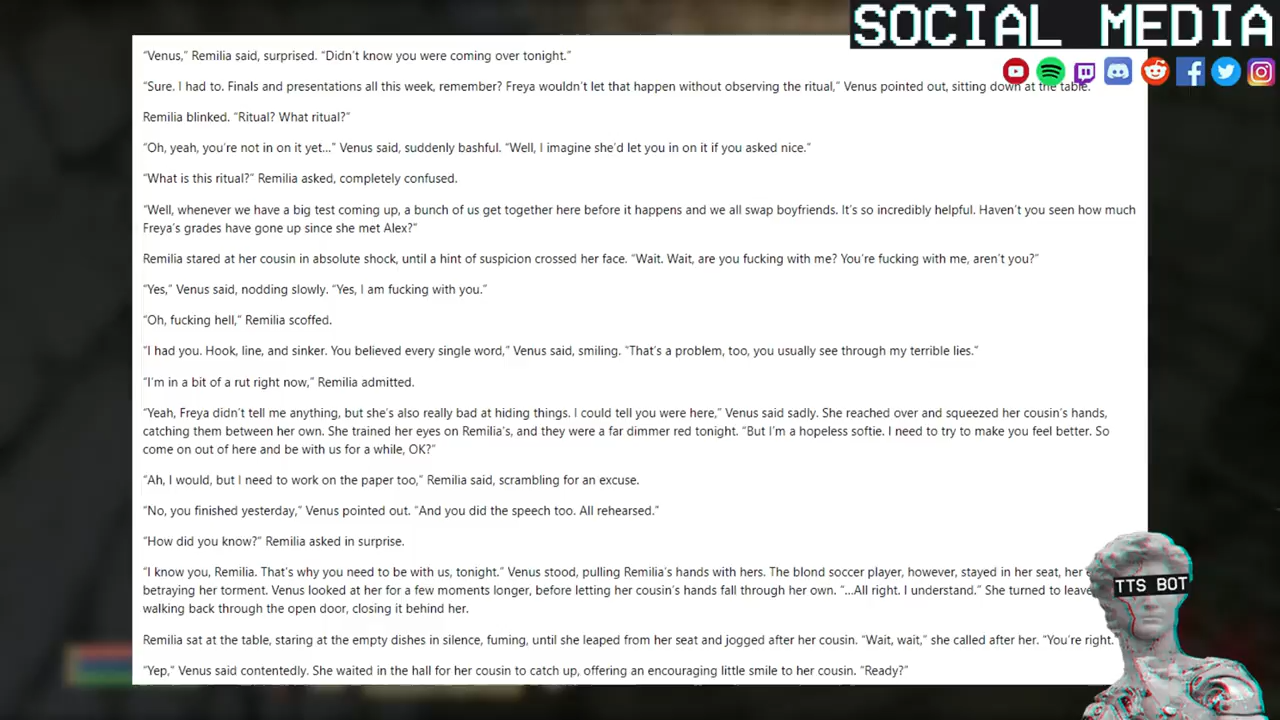 SOCIAL MEDIA
“Venus,” Remilia said, surprised. “Didn’t know you were coming over tonight.”
“Sure. I had to. Finals and presentations all this week, remember? Freya wouldn’t let that happen without observing the ritual,” Venus pointed out, sitting down at the table.
Remilia blinked. “Ritual? What ritual?”
“Oh, yeah, you’re not in on it yet…” Venus said, suddenly bashful. “Well, I imagine she’d let you in on it if you asked nice.”
“What is this ritual?” Remilia asked, completely confused.
“Well, whenever we have a big test coming up, a bunch of us get together here before it happens and we all swap boyfriends. It’s so incredibly helpful. Haven’t you seen how much
Freya’s grades have gone up since she met Alex?”
Remilia stared at her cousin in absolute shock, until a hint of suspicion crossed her face. “Wait. Wait, are you fucking with me? You’re fucking with me, aren’t you?”
“Yes,” Venus said, nodding slowly. “Yes, I am fucking with you.”
“Oh, fucking hell,” Remilia scoffed.
“I had you. Hook, line, and sinker. You believed every single word,” Venus said, smiling. “That’s a problem, too, you usually see through my terrible lies.”
“I’m in a bit of a rut right now,” Remilia admitted.
“Yeah, Freya didn’t tell me anything, but she’s also really bad at hiding things. I could tell you were here,” Venus said sadly. She reached over and squeezed her cousin’s hands,
catching them between her own. She trained her eyes on Remilia’s, and they were a far dimmer red tonight. “But I’m a hopeless softie. I need to try to make you feel better. So
come on out of here and be with us for a while, OK?”
“Ah, I would, but I need to work on the paper too,” Remilia said, scrambling for an excuse.
“No, you finished yesterday,” Venus pointed out. “And you did the speech too. All rehearsed.”
“How did you know?” Remilia asked in surprise.
“I know you, Remilia. That’s why you need to be with us, tonight.” Venus stood, pulling Remilia’s hands with hers. The blond soccer player, however, stayed in her seat, her
betraying her torment. Venus looked at her for a few moments longer, before letting her cousin’s hands fall through her own. “…All right. I understand.” She turned to leave
walking back through the open door, closing it behind her.
Remilia sat at the table, staring at the empty dishes in silence, fuming, until she leaped from her seat and jogged after her cousin. “Wait, wait,” she called after her. “You’re right.
“Yep,” Venus said contentedly. She waited in the hall for her cousin to catch up, offering an encouraging little smile to her cousin. “Ready?”
TTS BOT